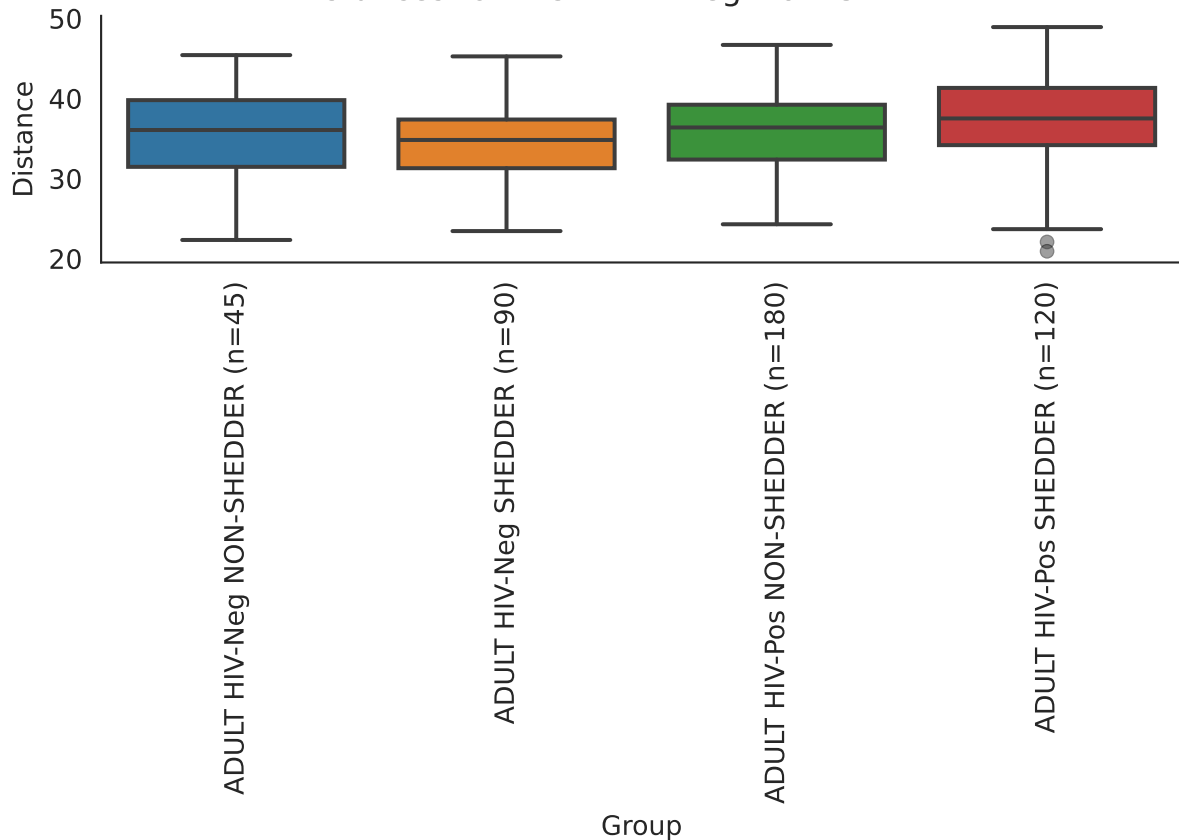 50
40
30
20
Distance
ADULT HIV-Neg NON-SHEDDER (n=45)
ADULT HIV-Neg SHEDDER (n=90)
ADULT HIV-Pos NON-SHEDDER (n=180)
ADULT HIV-Pos SHEDDER (n=120)
Group